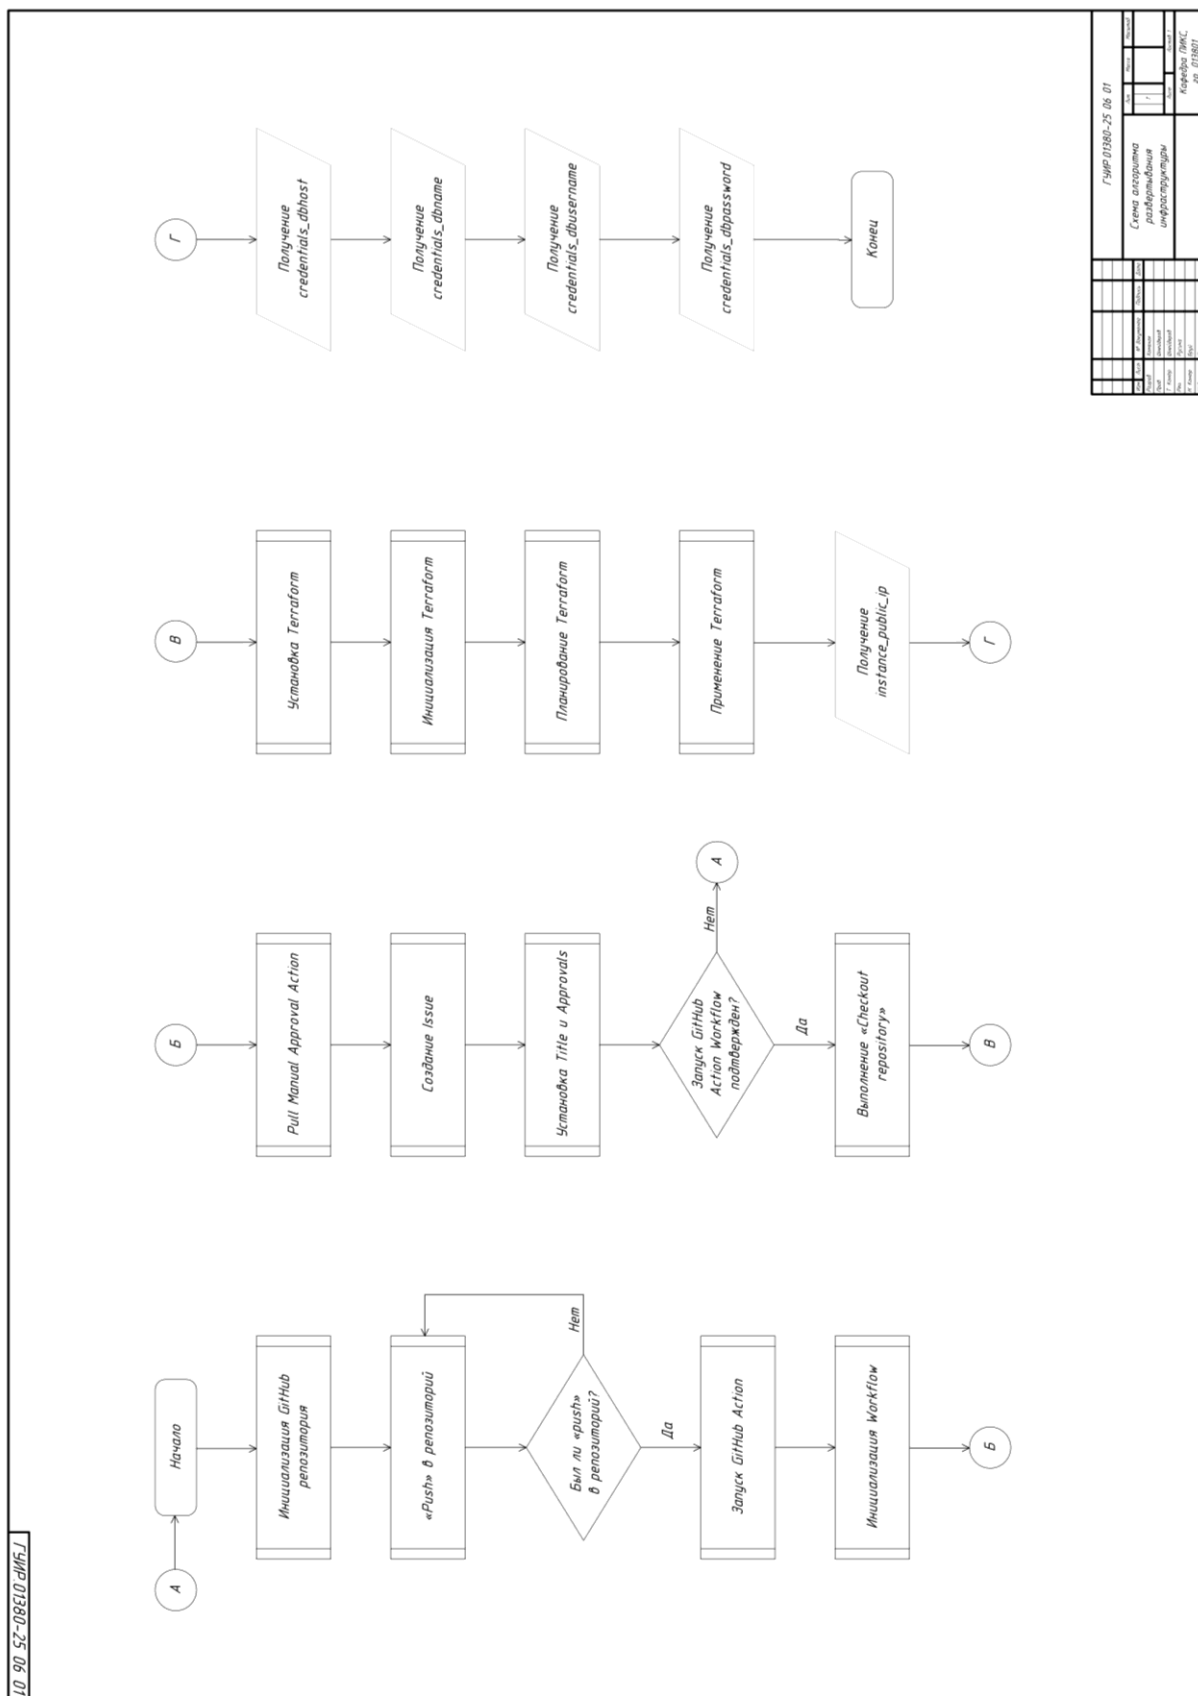 А
Начало
Инициализация GitHub
репозитория
«Push» в репозиторий
Был ли «push»
в репозиторий?
Нет
Да
Запуск GitHub Action
Инициализация Workflow
Б
Б
Pull Manual Approval Action
Создание Issue
Установка Title и Approvals
Запуск GitHub
Action Workflow
подтвержден?
Нет
А
Да
Выполнение «Checkout
repository»
В
В
Установка Terraform
Инициализация Terraform
Планирование Terraform
Применение Terraform
Получение
instance_public_ip
Г
Г
Получение
credentials_dbhost
Получение
credentials_dbname
Получение
credentials_dbusername
Получение
credentials_dbpassword
Конец
ГУИР 01380-25 06 01
ГУИР 01380-25 06 01
Схема алгоритма
развертывания
инфраструктуры
Кафедра ПИКС,
гр. 013801